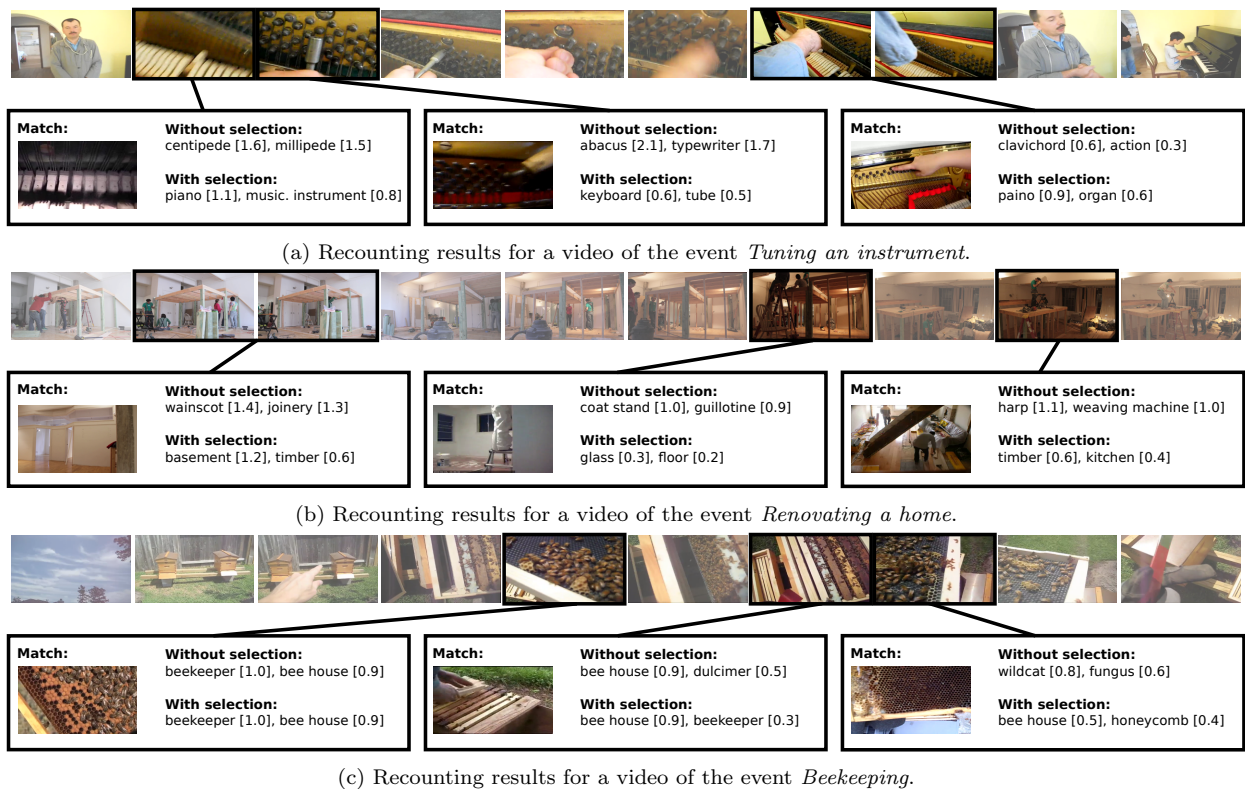 Match:
Without selection:
centipede [1.6], millipede [1.5]
With selection:
piano [1.1], music. instrument [0.8]
Match:
Without selection:
abacus [2.1], typewriter [1.7]
With selection:
keyboard [0.6], tube [0.5]
Match:
Without selection:
clavichord [0.6], action [0.3]
With selection:
paino [0.9], organ [0.6]
(a) Recounting results for a video of the event Tuning an instrument.
Match:
Without selection:
wainscot [1.4], joinery [1.3]
With selection:
basement [1.2], timber [0.6]
Match:
Without selection:
coat stand [1.0], guillotine [0.9]
With selection:
glass [0.3], floor [0.2]
Match:
Without selection:
harp [1.1], weaving machine [1.0]
With selection:
timber [0.6], kitchen [0.4]
(b) Recounting results for a video of the event Renovating a home.
Match:
Without selection:
beekeeper [1.0], bee house [0.9]
With selection:
beekeeper [1.0], bee house [0.9]
Match:
Without selection:
bee house [0.9], dulcimer [0.5]
With selection:
bee house [0.9], beekeeper [0.3]
Match:
Without selection:
wildcat [0.8], fungus [0.6]
With selection:
bee house [0.5], honeycomb [0.4]
(c) Recounting results for a video of the event Beekeeping.